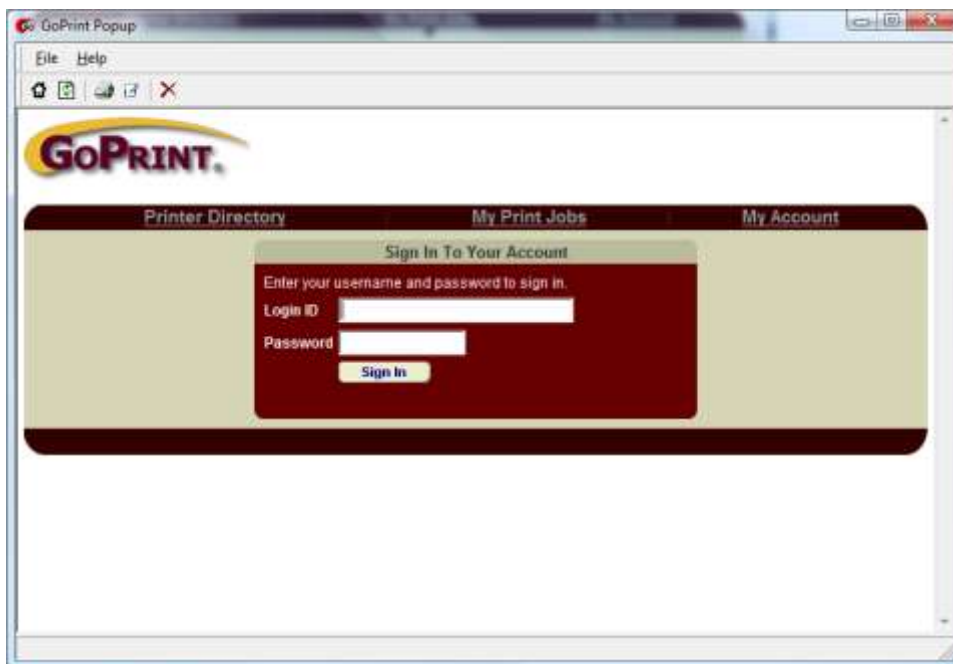 GoPrint Popup
File Help
GOPRINT.
Printer Directory My Print Jobs My Account
Sign In To Your Account
Enter your username and password to sign in.
Login ID
Password
Sign In